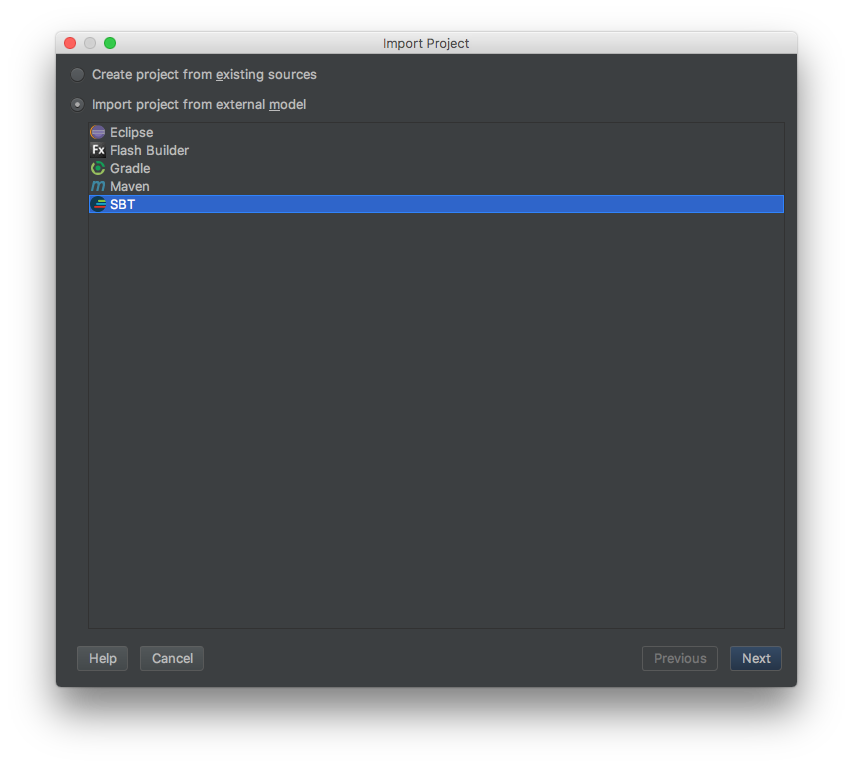 Import Project
Create project from existing sources
Import project from external model
Eclipse
Fx Flash Builder
Gradle
m Maven
SBT
Help Cancel Previous Next